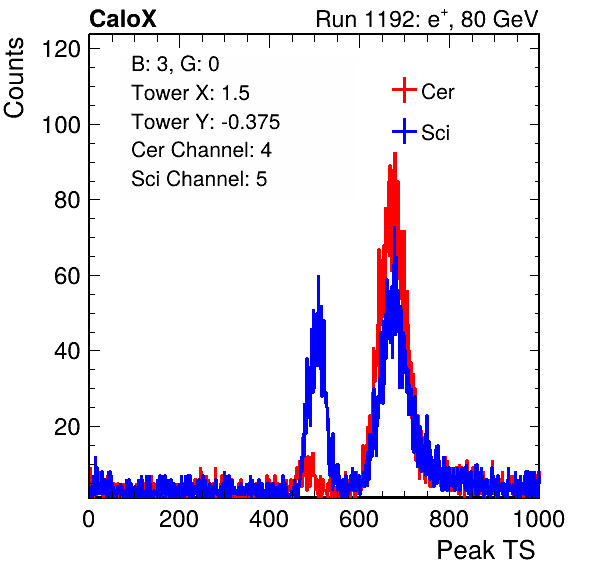 CaloX Run 1192: e⁺, 80 GeV
Counts
B: 3, G: 0
Tower X: 1.5
Tower Y: -0.375
Cer Channel: 4
Sci Channel: 5
Cer
Sci
120
100
80
60
40
20
0 200 400 600 800 1000
Peak TS